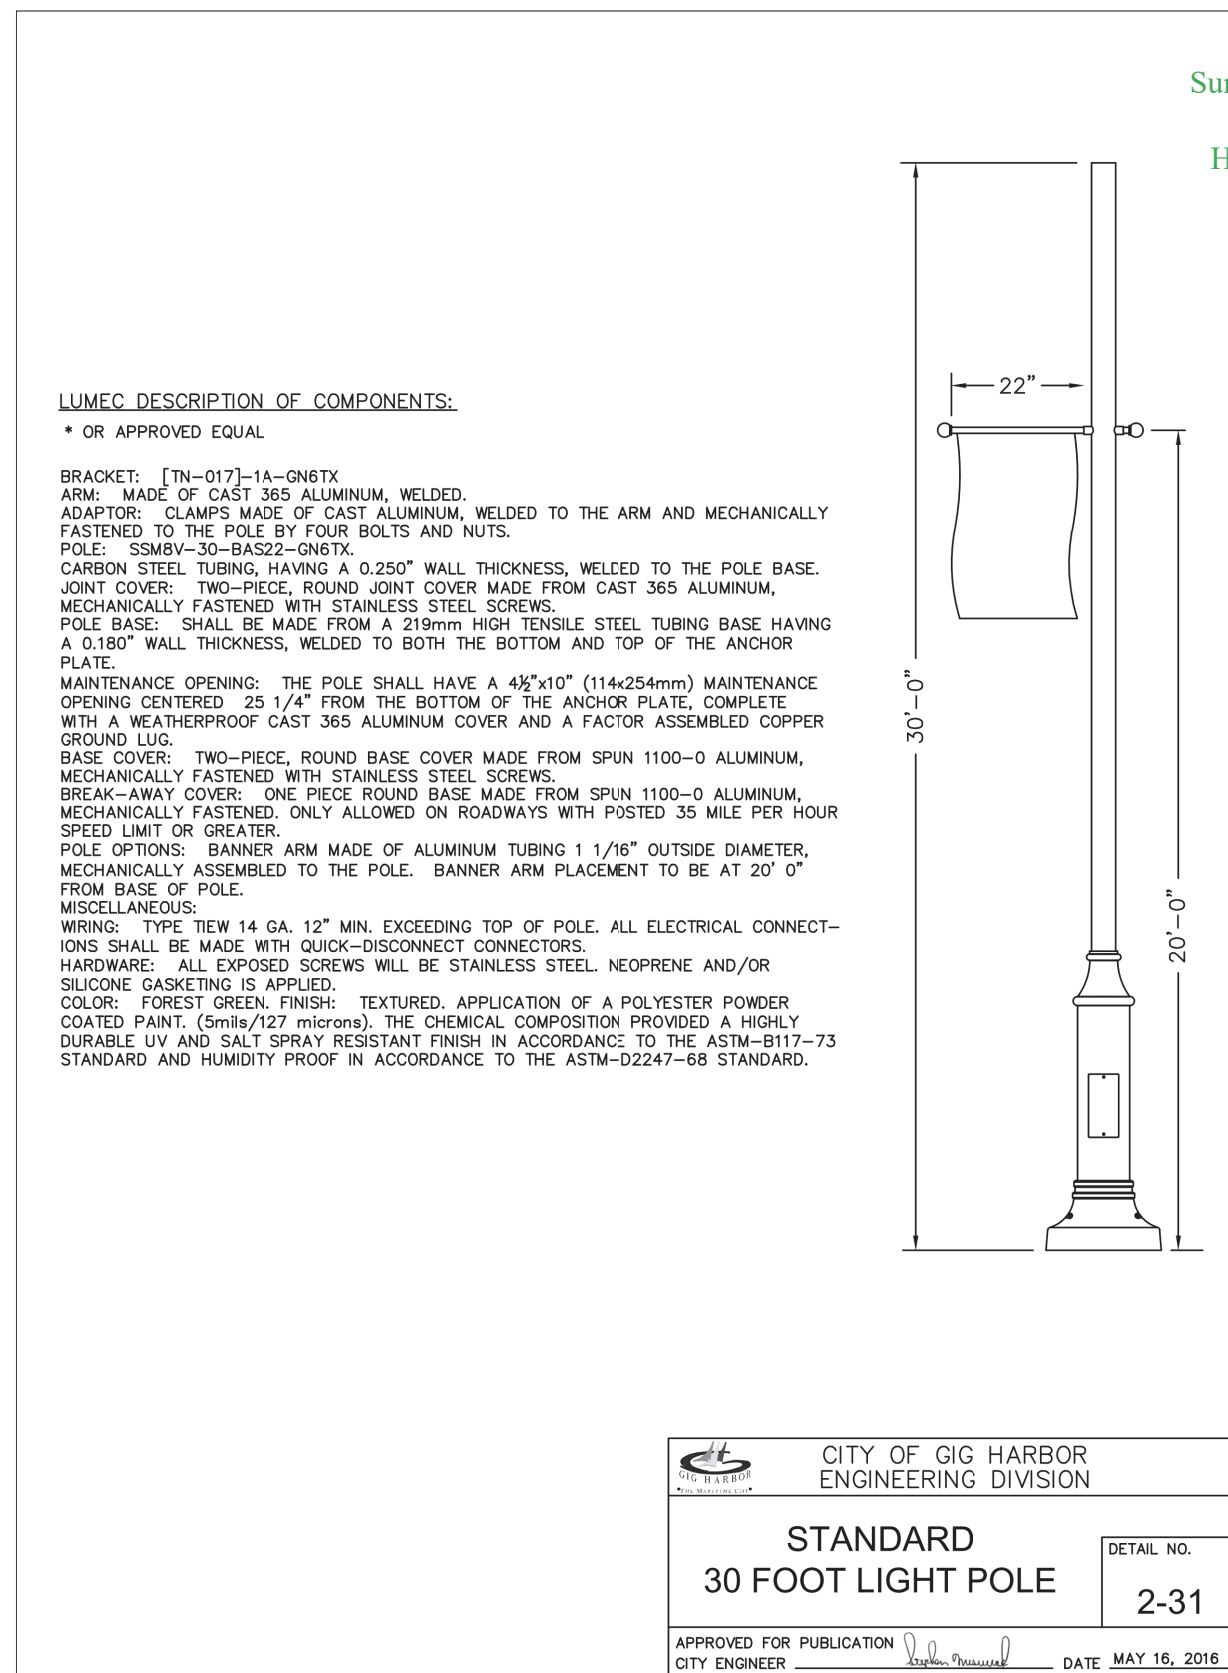 Sur
H
22”
LUMEC DESCRIPTION OF COMPONENTS:
* OR APPROVED EQUAL
BRACKET: [TN-017]-1A-GN6TX
ARM: MADE OF CAST 365 ALUMINUM, WELDED.
ADAPTOR: CLAMPS MADE OF CAST ALUMINUM, WELDED TO THE ARM AND MECHANICALLY
FASTENED TO THE POLE BY FOUR BOLTS AND NUTS.
POLE: SSM8V-30-BAS22-GN6TX.
CARBON STEEL TUBING, HAVING A 0.250” WALL THICKNESS, WELDED TO THE POLE BASE.
JOINT COVER: TWO-PIECE, ROUND JOINT COVER MADE FROM CAST 365 ALUMINUM,
MECHANICALLY FASTENED WITH STAINLESS STEEL SCREWS.
POLE BASE: SHALL BE MADE FROM A 219mm HIGH TENSILE STEEL TUBING BASE HAVING
A 0.180” WALL THICKNESS, WELDED TO BOTH THE BOTTOM AND TOP OF THE ANCHOR
PLATE.
MAINTENANCE OPENING: THE POLE SHALL HAVE A 4½”x10” (114x254mm) MAINTENANCE
OPENING CENTERED 25 1/4” FROM THE BOTTOM OF THE ANCHOR PLATE, COMPLETE
WITH A WEATHERPROOF CAST 365 ALUMINUM COVER AND A FACTOR ASSEMBLED COPPER
GROUND LUG.
BASE COVER: TWO-PIECE, ROUND BASE COVER MADE FROM SPUN 1100-0 ALUMINUM,
MECHANICALLY FASTENED WITH STAINLESS STEEL SCREWS.
BREAK-AWAY COVER: ONE PIECE ROUND BASE MADE FROM SPUN 1100-0 ALUMINUM,
MECHANICALLY FASTENED. ONLY ALLOWED ON ROADWAYS WITH POSTED 35 MILE PER HOUR
SPEED LIMIT OR GREATER.
POLE OPTIONS: BANNER ARM MADE OF ALUMINUM TUBING 1 1/16” OUTSIDE DIAMETER,
MECHANICALLY ASSEMBLED TO THE POLE. BANNER ARM PLACEMENT TO BE AT 20’ 0”
FROM BASE OF POLE.
MISCELLANEOUS:
WIRING: TYPE TIEW 14 GA. 12” MIN. EXCEEDING TOP OF POLE. ALL ELECTRICAL CONNECT-
IONS SHALL BE MADE WITH QUICK-DISCONNECT CONNECTORS.
HARDWARE: ALL EXPOSED SCREWS WILL BE STAINLESS STEEL. NEOPRENE AND/OR
SILICONE GASKETING IS APPLIED.
COLOR: FOREST GREEN. FINISH: TEXTURED. APPLICATION OF A POLYESTER POWDER
COATED PAINT. (5mils/127 microns). THE CHEMICAL COMPOSITION PROVIDED A HIGHLY
DURABLE UV AND SALT SPRAY RESISTANT FINISH IN ACCORDANCE TO THE ASTM-B117-73
STANDARD AND HUMIDITY PROOF IN ACCORDANCE TO THE ASTM-D2247-68 STANDARD.
30’-0”
20’-0”
GIG HARBOR
"THE MARITIME CITY"
CITY OF GIG HARBOR
ENGINEERING DIVISION
STANDARD
30 FOOT LIGHT POLE
DETAIL NO.
2-31
APPROVED FOR PUBLICATION
CITY ENGINEER
Stephen
DATE MAY 16, 2016